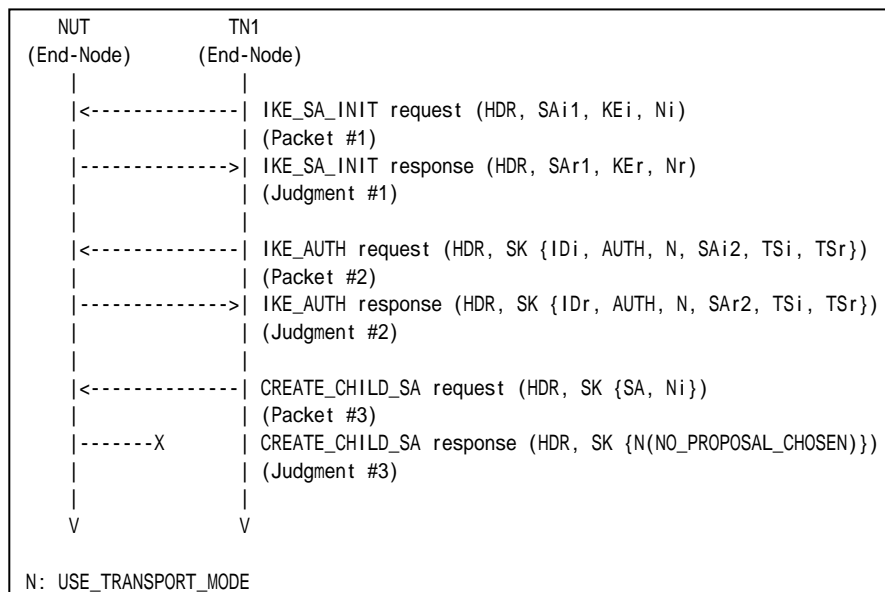 NUT TN1
(End-Node) (End-Node)
| |
|<--------------| IKE_SA_INIT request (HDR, SAi1, KEi, Ni)
| | (Packet #1)
|-------------->| IKE_SA_INIT response (HDR, SAr1, KEr, Nr)
| | (Judgment #1)
| |
|<--------------| IKE_AUTH request (HDR, SK {IDi, AUTH, N, SAi2, TSi, TSr})
| | (Packet #2)
|-------------->| IKE_AUTH response (HDR, SK {IDr, AUTH, N, SAr2, TSi, TSr})
| | (Judgment #2)
| |
|<--------------| CREATE_CHILD_SA request (HDR, SK {SA, Ni})
| | (Packet #3)
|-------X | CREATE_CHILD_SA response (HDR, SK {N(NO_PROPOSAL_CHOSEN)})
| | (Judgment #3)
| |
V V
N: USE_TRANSPORT_MODE